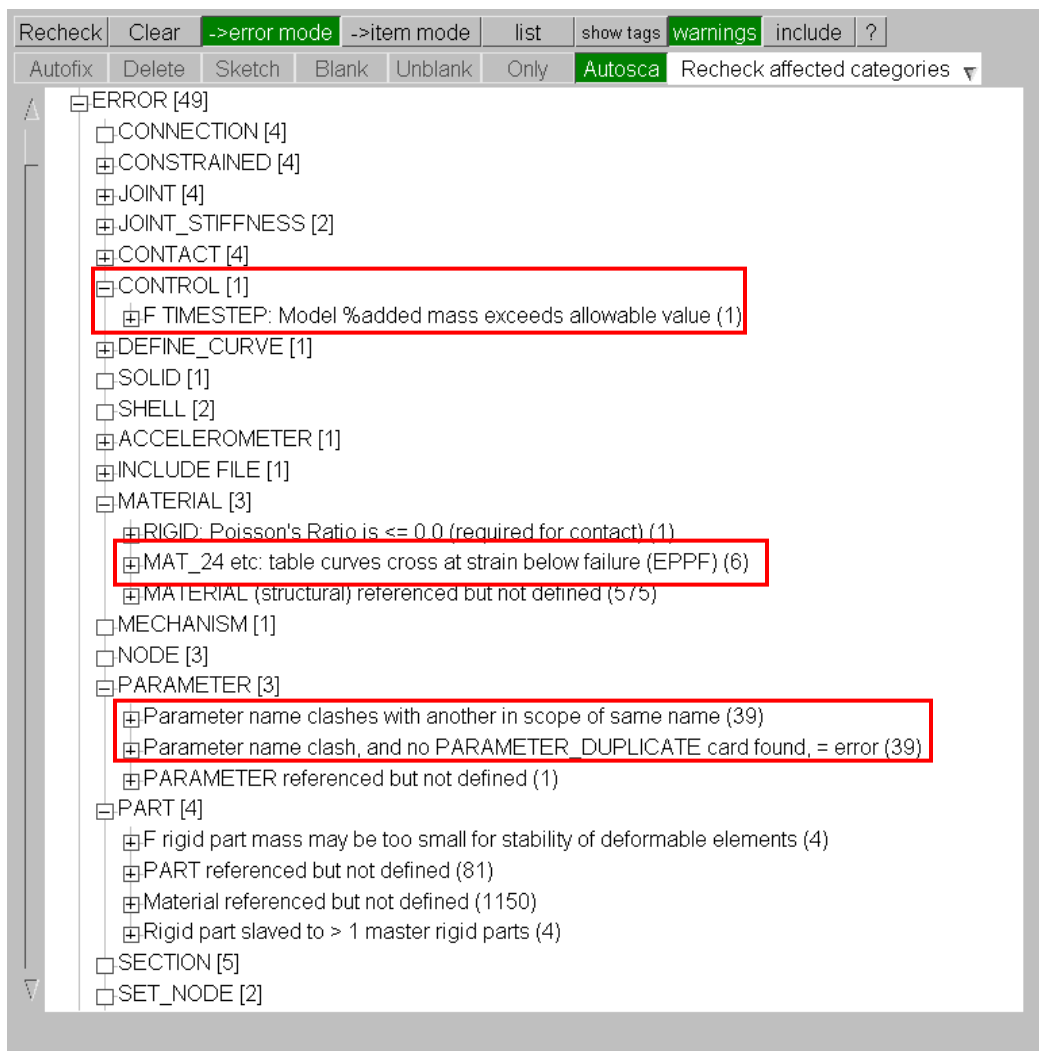 Recheck Clear ->error mode ->item mode list show tags warnings include ?
Autofix Delete Sketch Blank Unblank Only Autosca Recheck affected categories
ERROR [49]
CONNECTION [4]
CONSTRAINED [4]
JOINT [4]
JOINT_STIFFNESS [2]
CONTACT [4]
CONTROL [1]
F TIMESTEP: Model %added mass exceeds allowable value (1)
DEFINE_CURVE [1]
SOLID [1]
SHELL [2]
ACCELEROMETER [1]
INCLUDE FILE [1]
MATERIAL [3]
RIGID: Poisson's Ratio is <= 0.0 (required for contact) (1)
MAT_24 etc: table curves cross at strain below failure (EPPF) (6)
MATERIAL (structural) referenced but not defined (575)
MECHANISM [1]
NODE [3]
PARAMETER [3]
Parameter name clashes with another in scope of same name (39)
Parameter name clash, and no PARAMETER_DUPLICATE card found, = error (39)
PARAMETER referenced but not defined (1)
PART [4]
F rigid part mass may be too small for stability of deformable elements (4)
PART referenced but not defined (81)
Material referenced but not defined (1150)
Rigid part slaved to > 1 master rigid parts (4)
SECTION [5]
SET_NODE [2]